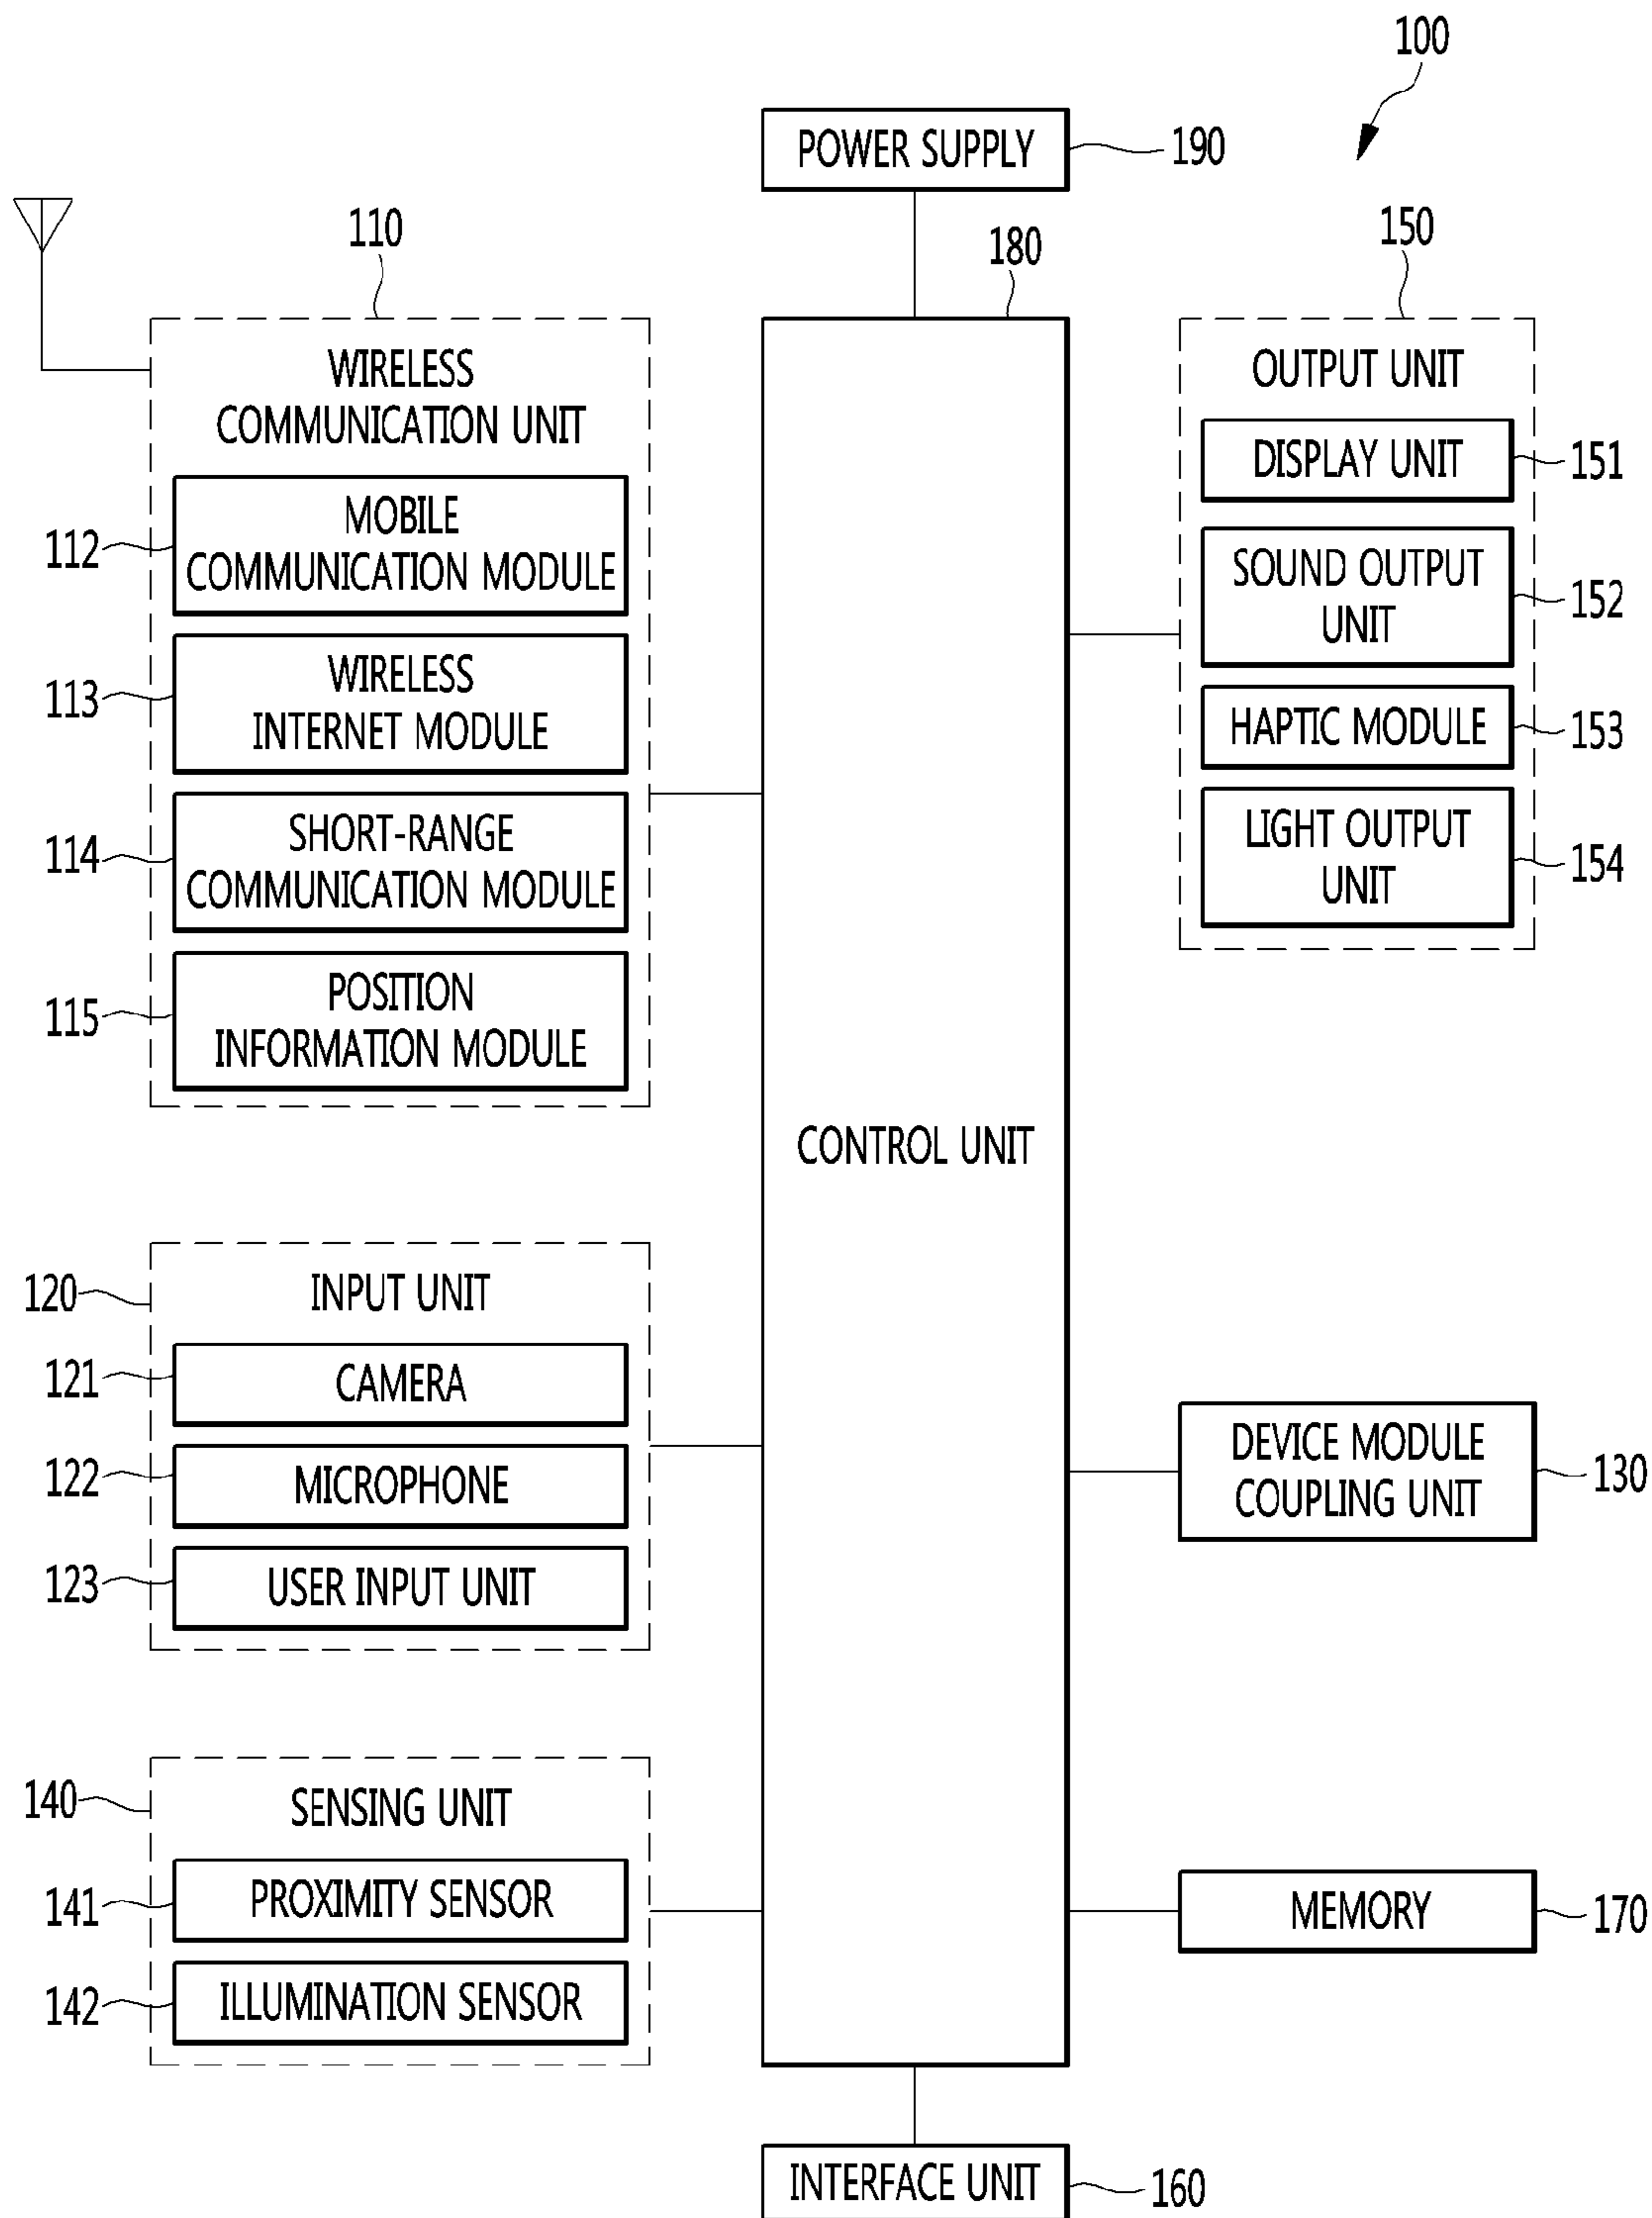 100
POWER SUPPLY
190
110
180
150
WIRELESS
COMMUNICATION UNIT
112
MOBILE
COMMUNICATION MODULE
113
WIRELESS
INTERNET MODULE
114
SHORT-RANGE
COMMUNICATION MODULE
115
POSITION
INFORMATION MODULE
OUTPUT UNIT
DISPLAY UNIT
151
SOUND OUTPUT
UNIT
152
HAPTIC MODULE
153
LIGHT OUTPUT
UNIT
154
CONTROL UNIT
120
INPUT UNIT
121
CAMERA
122
MICROPHONE
123
USER INPUT UNIT
DEVICE MODULE
COUPLING UNIT
130
140
SENSING UNIT
141
PROXIMITY SENSOR
142
ILLUMINATION SENSOR
MEMORY
170
INTERFACE UNIT
160